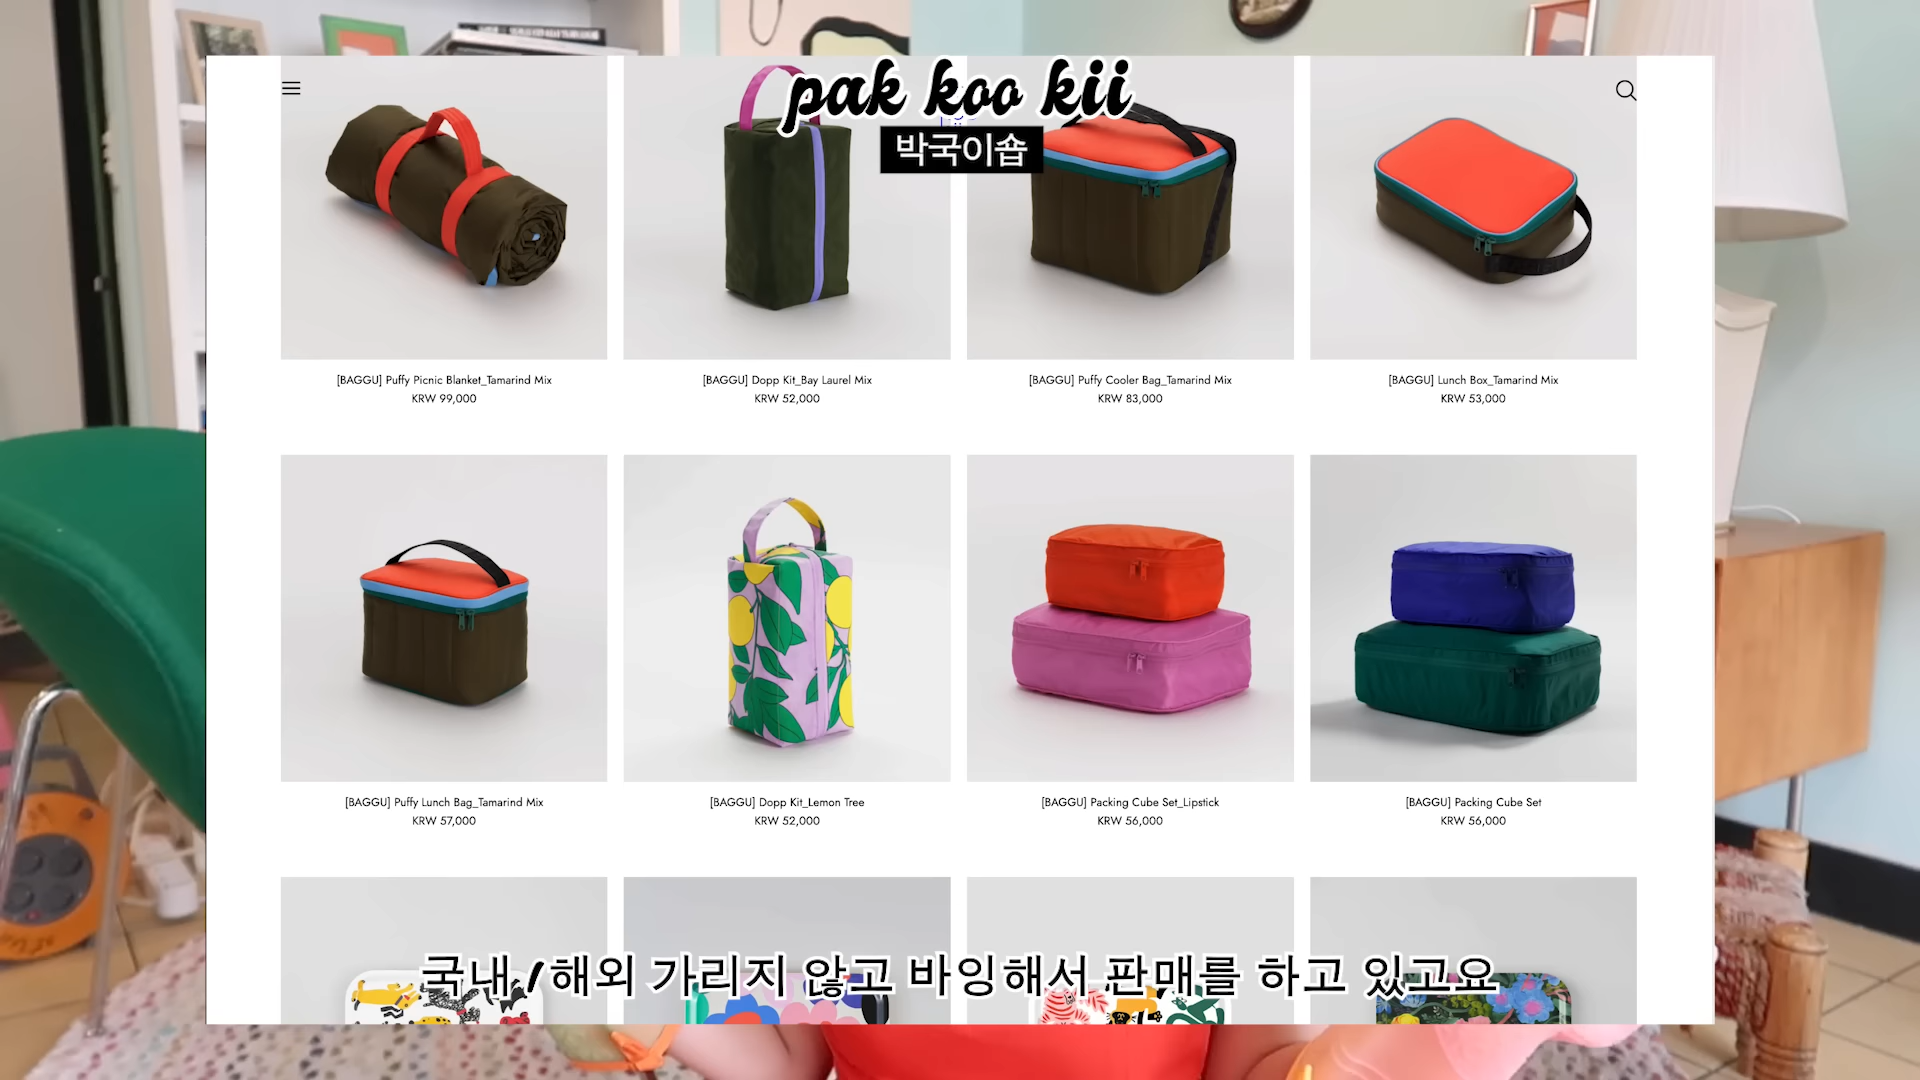 pak koo kii
박국이숍
[BAGGU] Puffy Picnic Blanket_Tamarind Mix
KRW 99,000
[BAGGU] Dopp Kit_Bay Laurel Mix
KRW 52,000
[BAGGU] Puffy Cooler Bag_Tamarind Mix
KRW 83,000
[BAGGU] Lunch Box_Tamarind Mix
KRW 53,000
[BAGGU] Puffy Lunch Bag_Tamarind Mix
KRW 57,000
[BAGGU] Dopp Kit_Lemon Tree
KRW 52,000
[BAGGU] Packing Cube Set_Lipstick
KRW 56,000
[BAGGU] Packing Cube Set
KRW 56,000
국내/해외 가리지 않고 바잉해서 판매를 하고 있고요